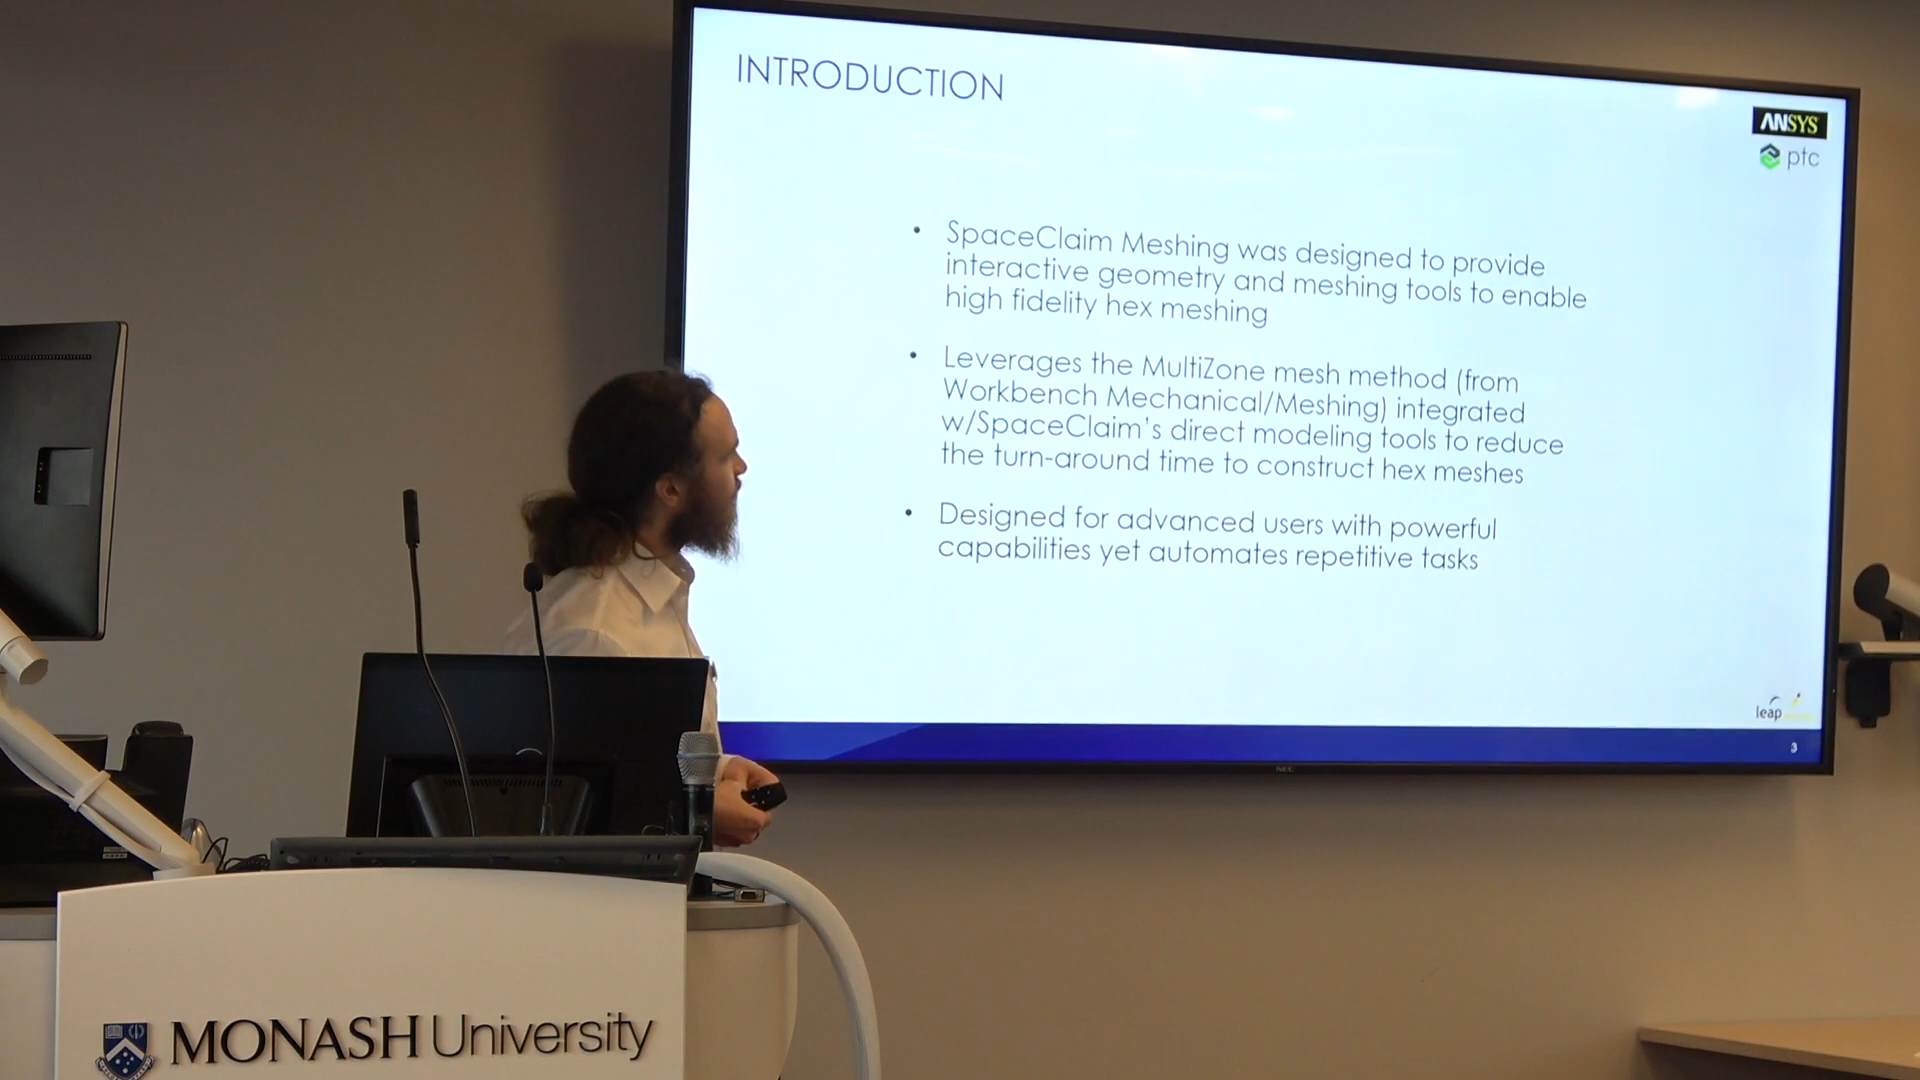 INTRODUCTION
ANSYS
ptc
• SpaceClaim Meshing was designed to provide
interactive geometry and meshing tools to enable
high fidelity hex meshing
• Leverages the MultiZone mesh method (from
Workbench Mechanical/Meshing) integrated
w/SpaceClaim's direct modeling tools to reduce
the turn-around time to construct hex meshes
• Designed for advanced users with powerful
capabilities yet automates repetitive tasks
leap
3
NEC
MONASH University